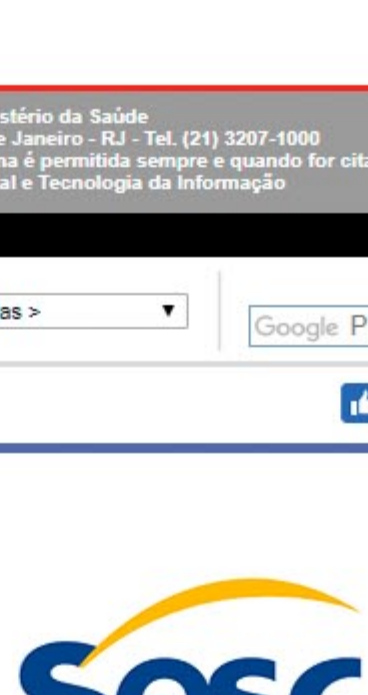 stério da Saúde
e Janeiro - RJ - Tel. (21) 3207-1000
na é permitida sempre e quando for cita
al e Tecnologia da Informação
as >
Google P
Sesc